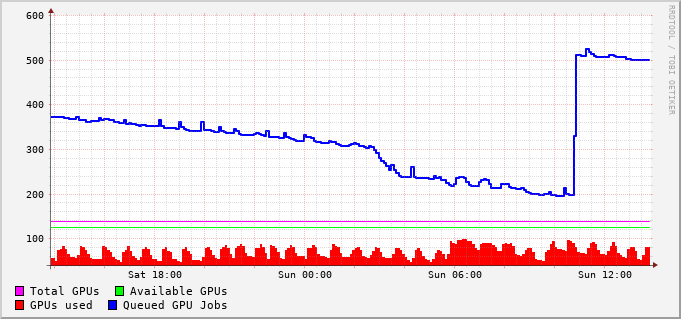 600
500
400
300
200
100
Sat 18:00 Sun 00:00 Sun 06:00 Sun 12:00
Total GPUs Available GPUs
GPUs used Queued GPU Jobs
RRDTOOL / TOBI OETIKER